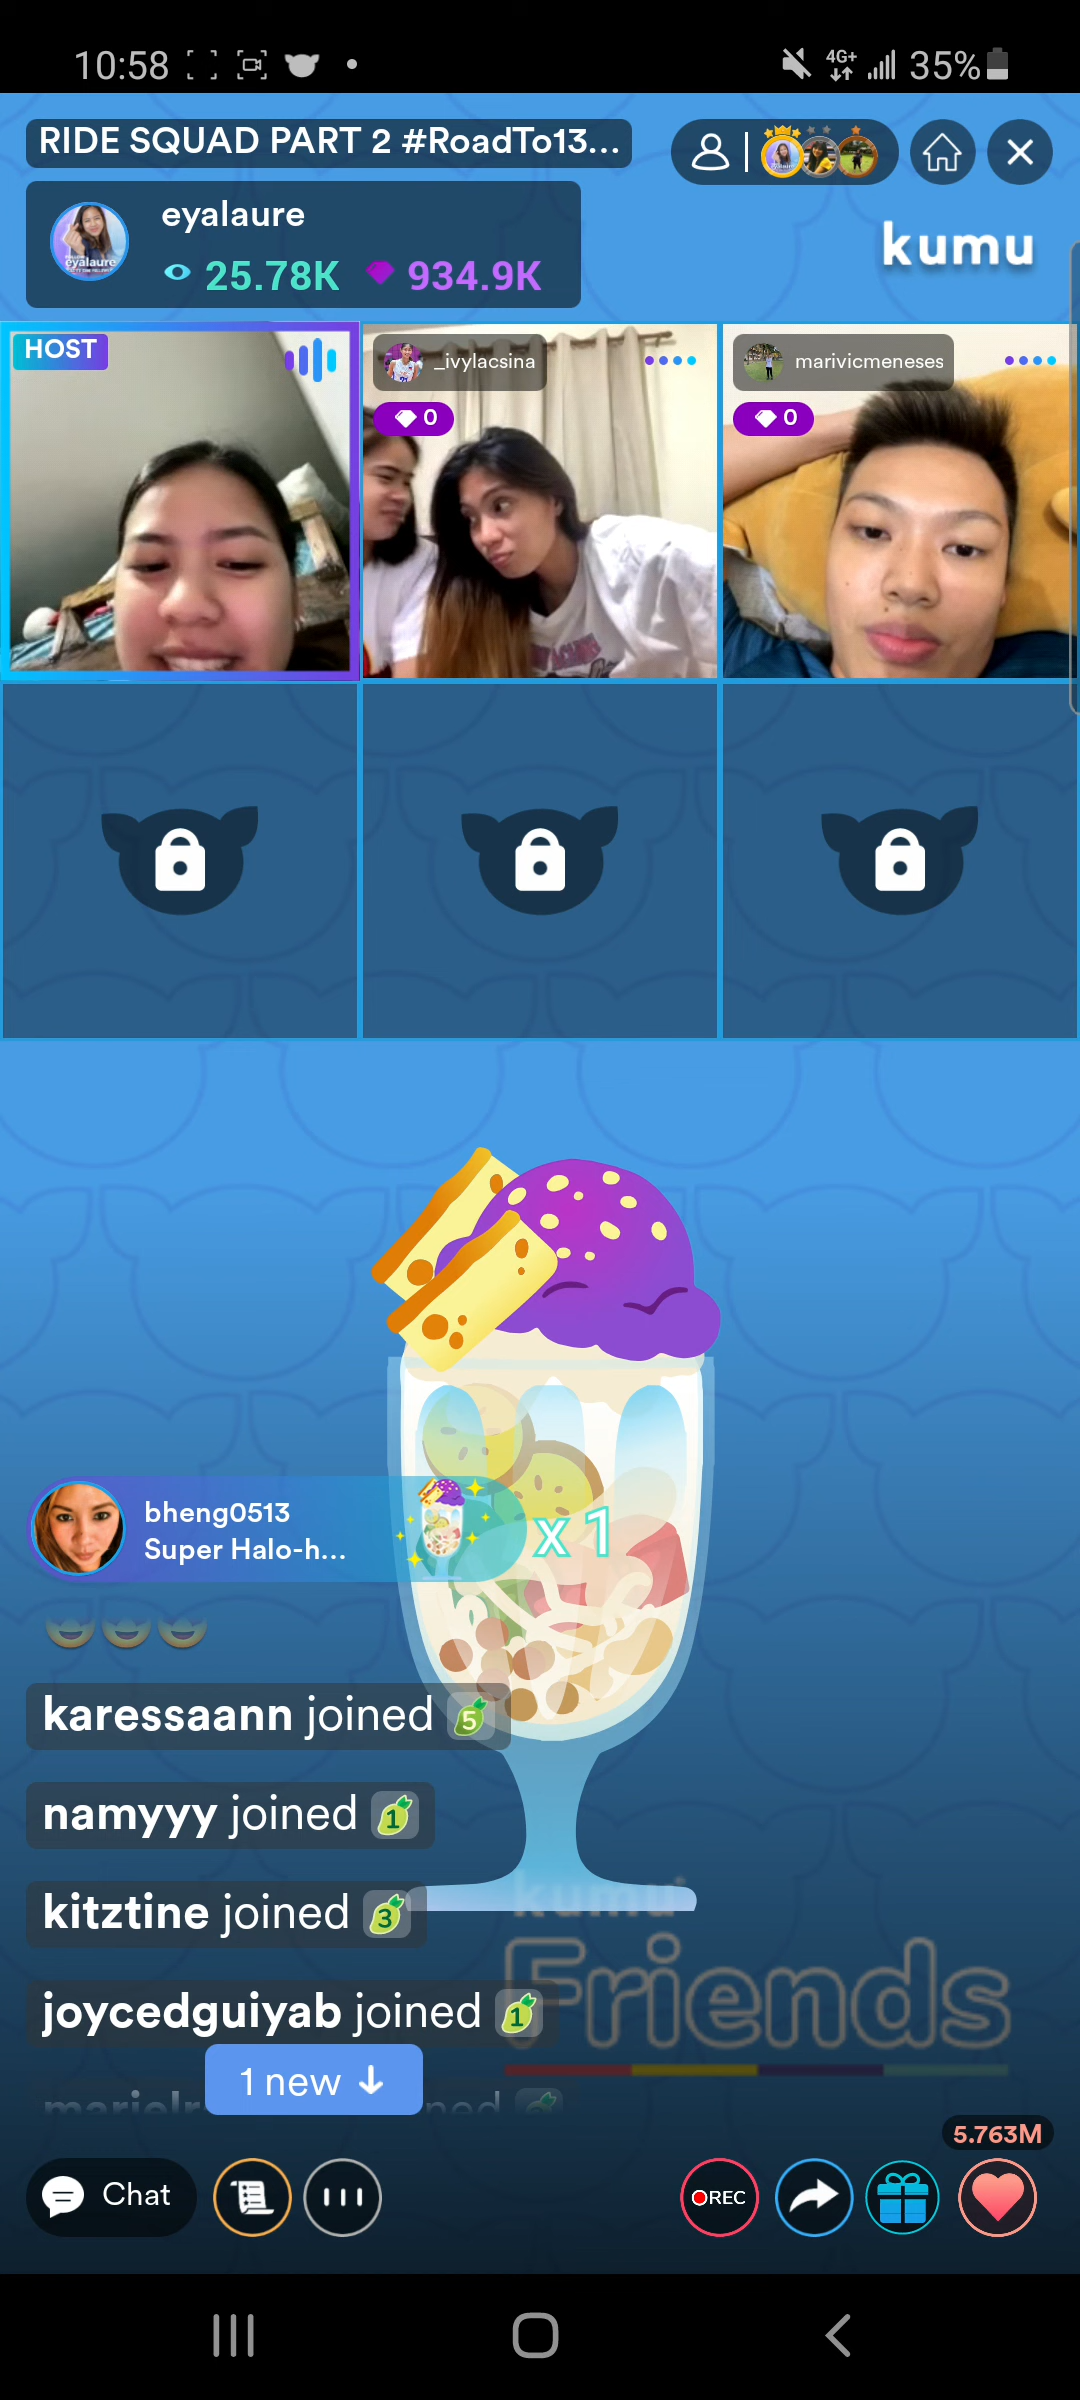 10:58
4G+
35%
RIDE SQUAD PART 2 #RoadTo13...
eyalaure
eyalaure
25.78K 934.9K
kumu
HOST
_ivylacsina
0
marivicmeneses
0
bheng0513
Super Halo-h...
x 1
karessaann joined 5
namyyy joined 1
kitztine joined 3
joycedguiyab joined 1
kumu
Friends
1 new
5.763M
Chat
REC